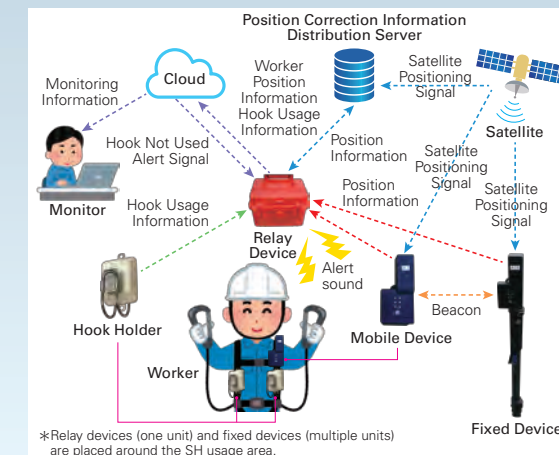 Position Correction Information
Distribution Server
Cloud
Monitoring
Information
Worker
Position
Information
Hook Usage
Information
Satellite
Positioning
Signal
Satellite
Hook Not Used
Alert Signal
Position
Information
Satellite
Positioning
Signal
Monitor
Position
Information
Satellite
Positioning
Signal
Hook Usage
Information
Relay
Device
Alert
sound
Beacon
Hook Holder
Mobile Device
Worker
Fixed Device
*Relay devices (one unit) and fixed devices (multiple units)
are placed around the SH usage area.